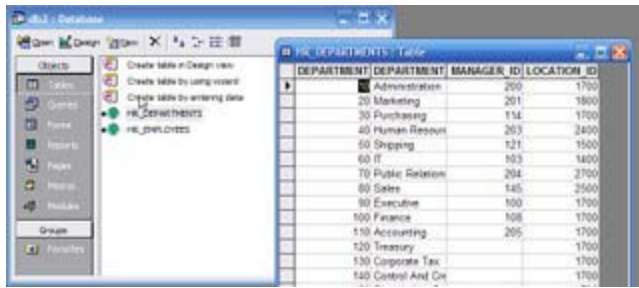 db1 : Database
Open Design New
Objects
Tables
Queries
Forms
Reports
Pages
Macros
Modules
Groups
Favorites
Create table in Design view
Create table by using wizard
Create table by entering data
HR_DEPARTMENTS
HR_EMPLOYEES
HR_DEPARTMENTS : Table
DEPARTMENT DEPARTMENT MANAGER_ID LOCATION_ID
10 Administration 200 1700
20 Marketing 201 1800
30 Purchasing 114 1700
40 Human Resoun 203 2400
50 Shipping 121 1500
60 IT 103 1400
70 Public Relation 204 2700
80 Sales 145 2500
90 Executive 100 1700
100 Finance 108 1700
110 Accounting 205 1700
120 Treasury 1700
130 Corporate Tax 1700
140 Control And Cre 1700